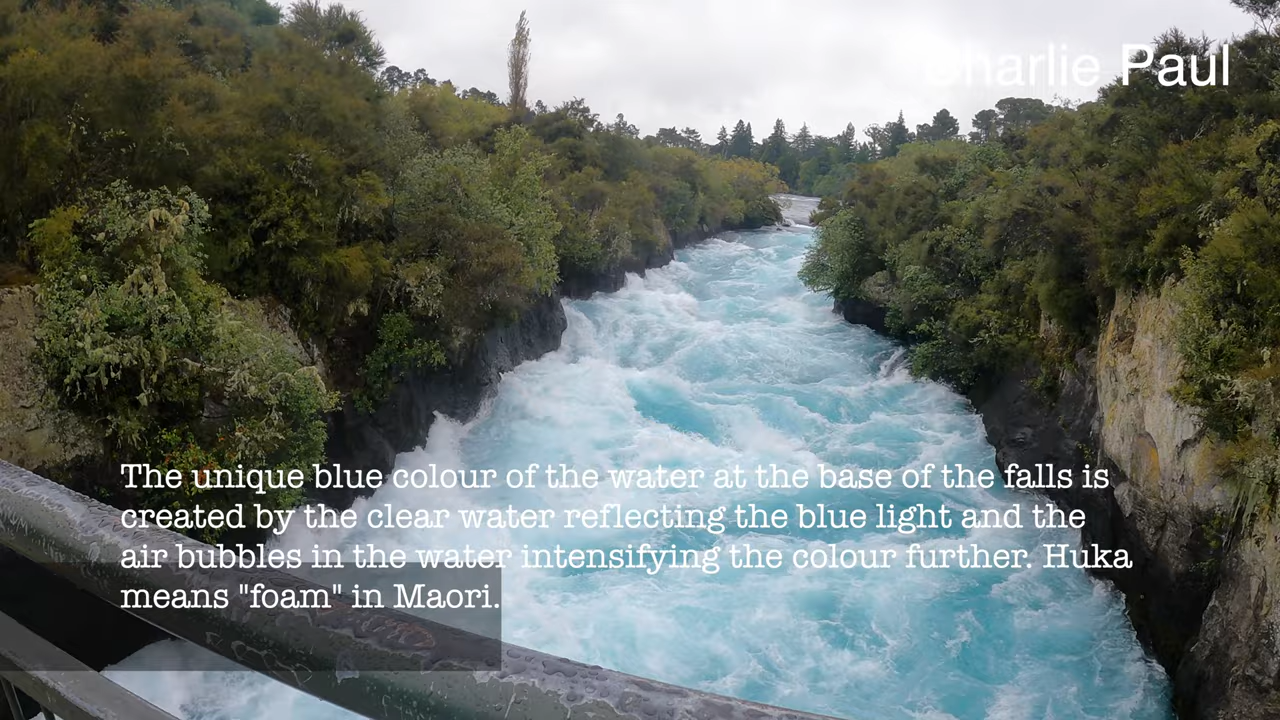 Charlie Paul
The unique blue colour of the water at the base of the falls is
created by the clear water reflecting the blue light and the
air bubbles in the water intensifying the colour further. Huka
means "foam" in Maori.